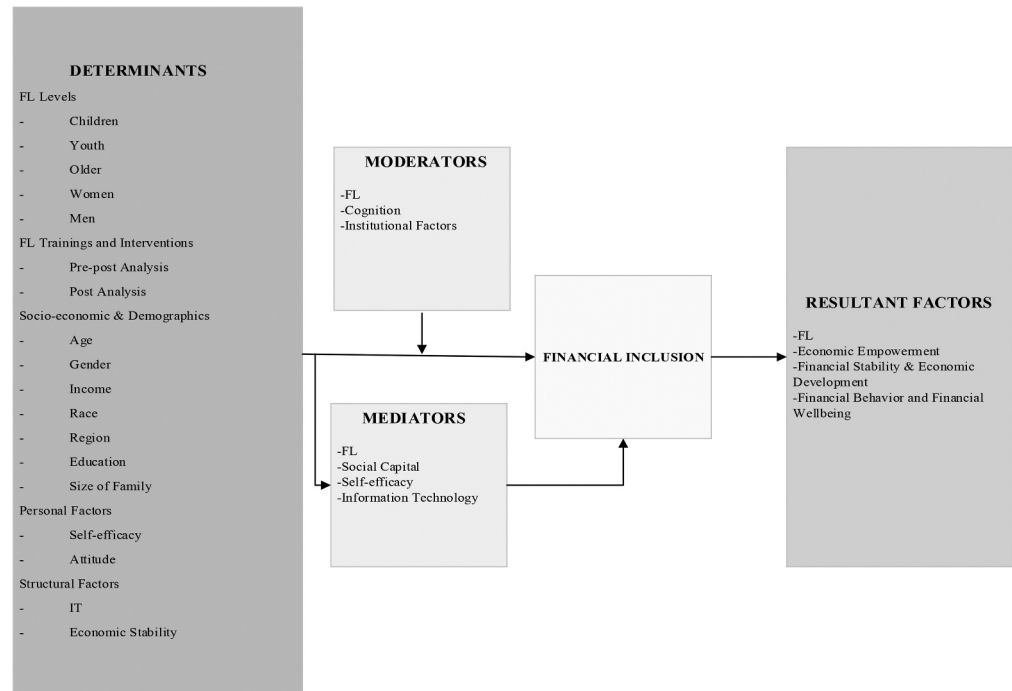 DETERMINANTS
FL Levels
- Children
- Youth
- Older
- Women
- Men
FL Trainings and Interventions
- Pre-post Analysis
- Post Analysis
Socio-economic & Demographics
- Age
- Gender
- Income
- Race
- Region
- Education
- Size of Family
Personal Factors
- Self-efficacy
- Attitude
Structural Factors
- IT
- Economic Stability
MODERATORS
-FL
-Cognition
-Institutional Factors
MEDIATORS
-FL
-Social Capital
-Self-efficacy
-Information Technology
FINANCIAL INCLUSION
RESULTANT FACTORS
-FL
-Economic Empowerment
-Financial Stability & Economic
Development
-Financial Behavior and Financial
Wellbeing